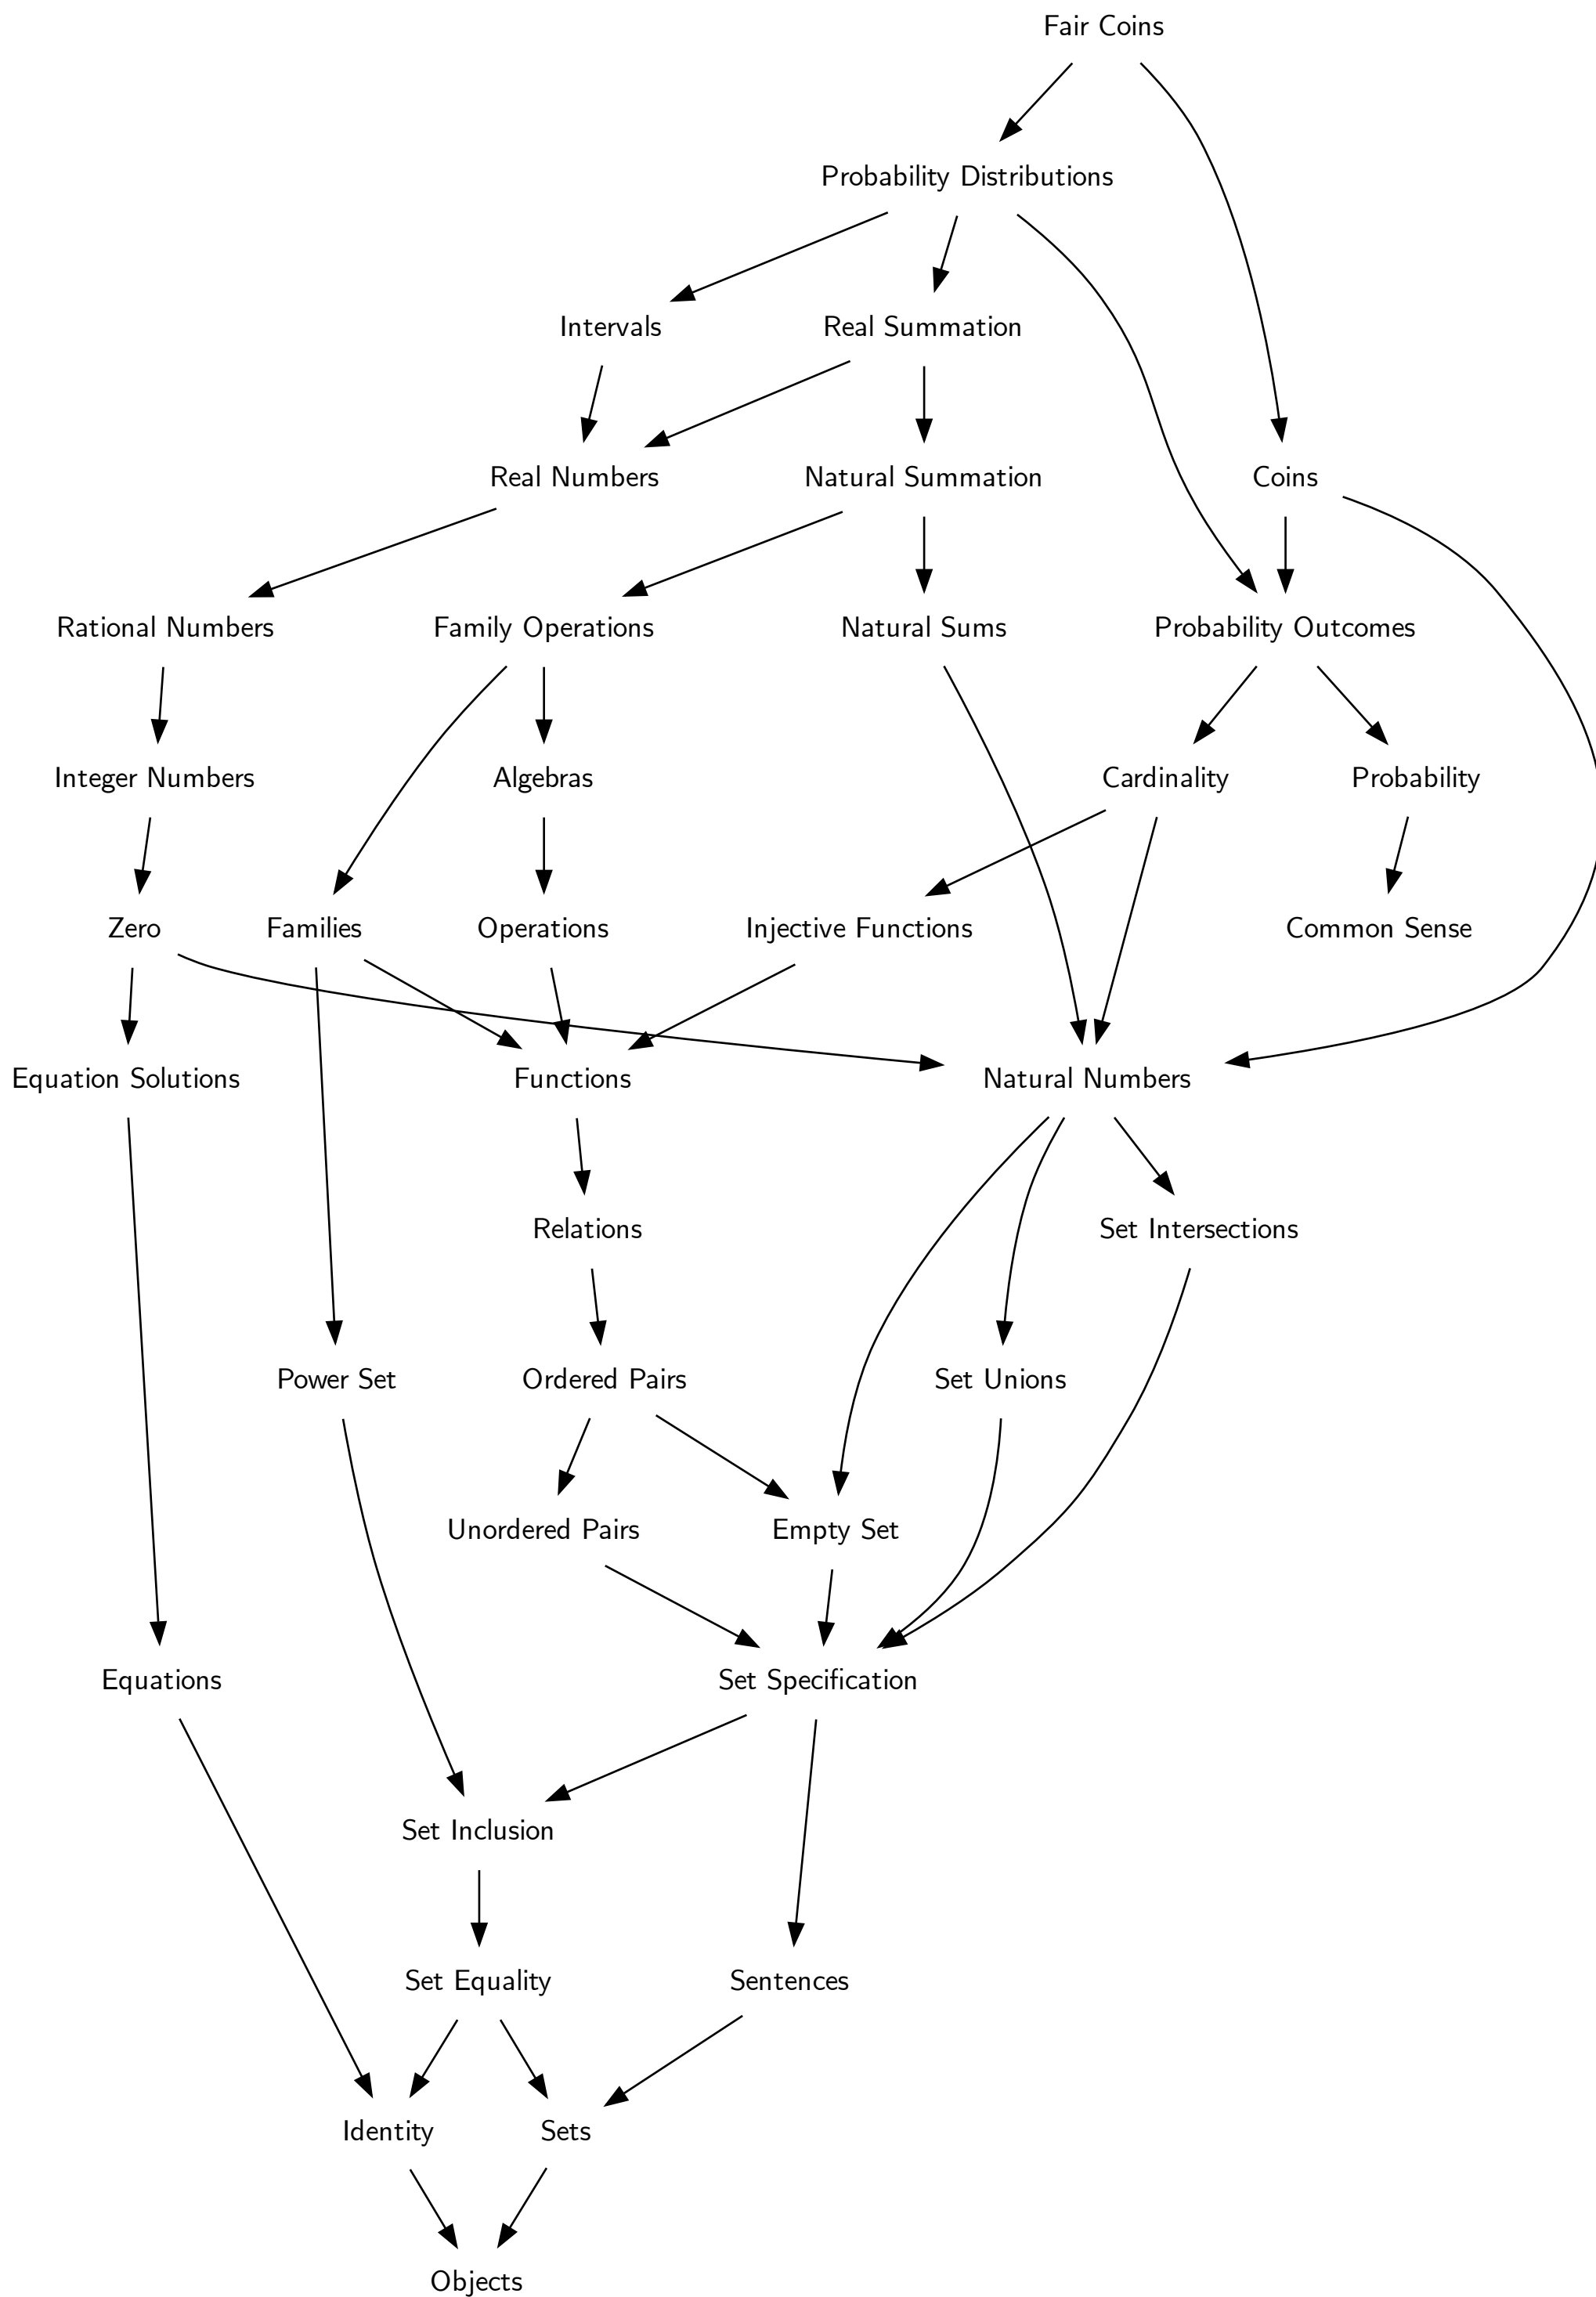 Fair Coins
Probability Distributions
Intervals
Real Summation
Real Numbers
Natural Summation
Coins
Rational Numbers
Family Operations
Natural Sums
Probability Outcomes
Integer Numbers
Algebras
Cardinality
Probability
Zero
Families
Operations
Injective Functions
Common Sense
Equation Solutions
Functions
Natural Numbers
Relations
Set Intersections
Power Set
Ordered Pairs
Set Unions
Unordered Pairs
Empty Set
Equations
Set Specification
Set Inclusion
Set Equality
Sentences
Identity
Sets
Objects